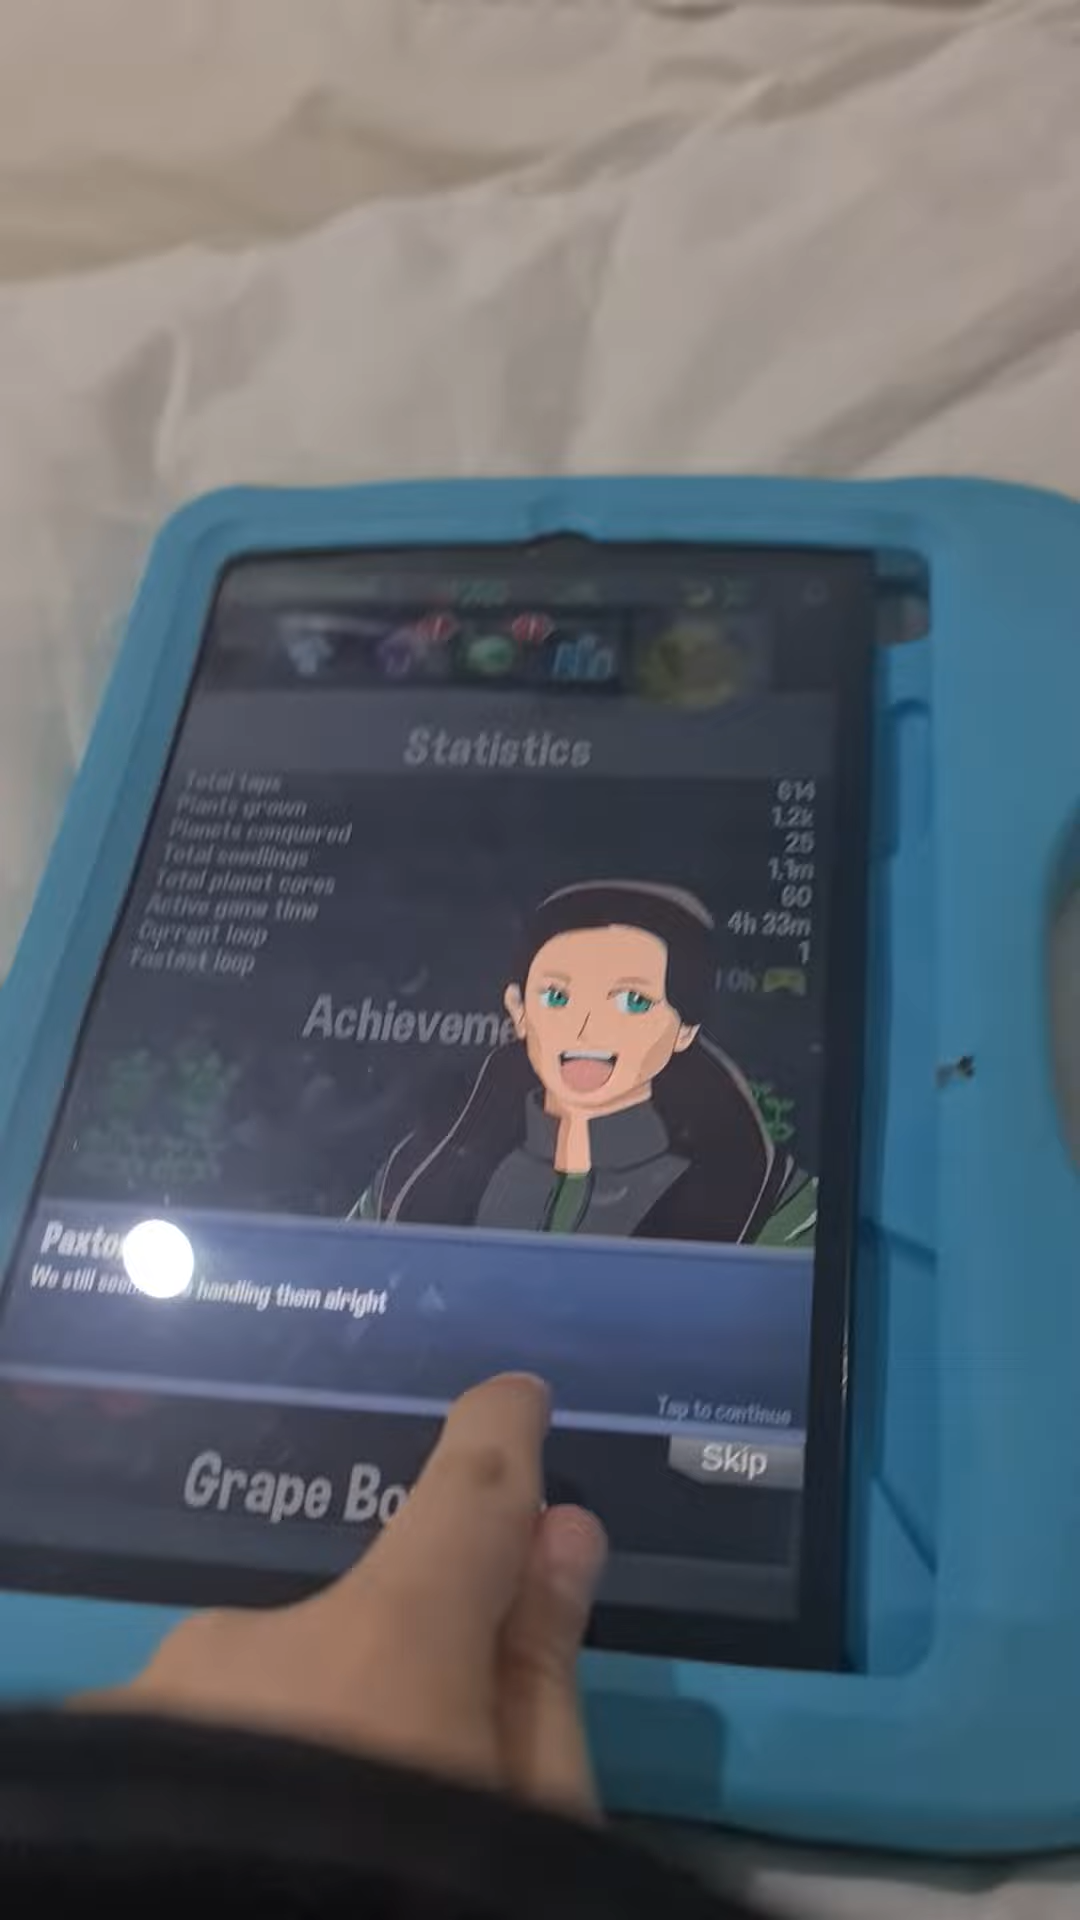 Statistics
Total taps 614
Plants grown 1.2k
Planets conquered 25
Total seedlings 1.1m
Total planet cores 60
Active game time 4h 33m
Current loop 1
Fastest loop
Achieveme
Paxto
We still handling them alright
Tap to continue
Skip
Grape Bo